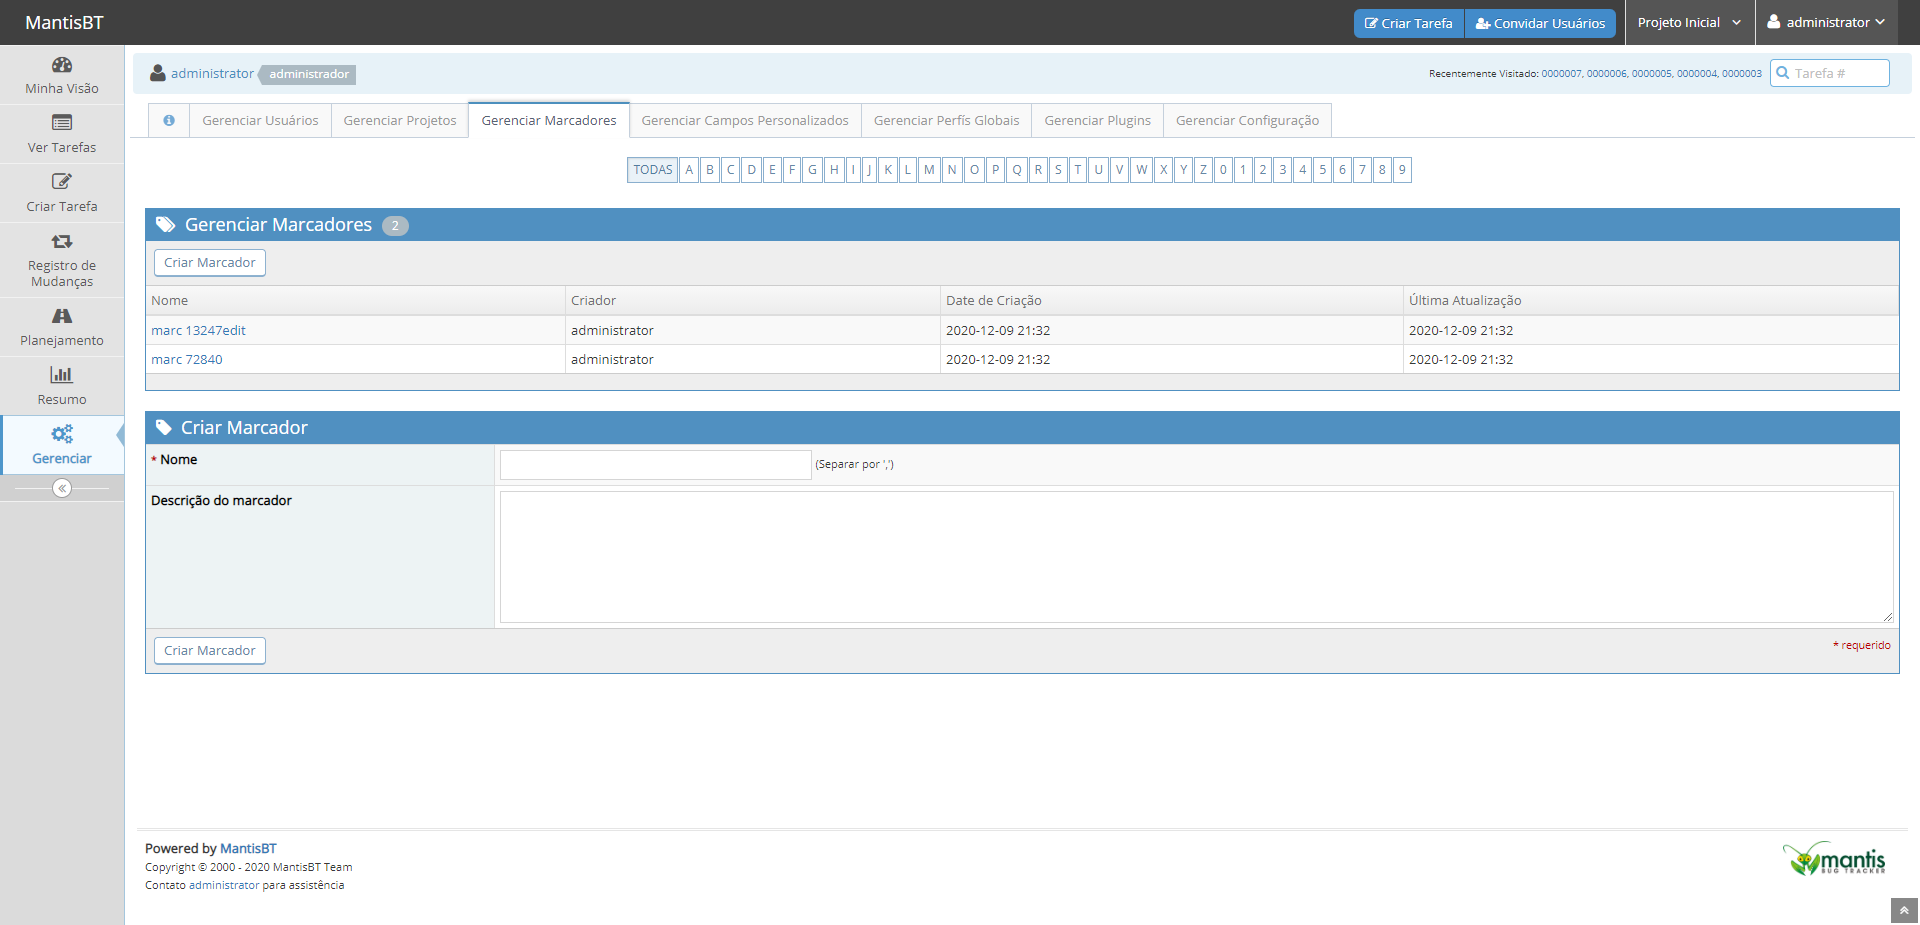 MantisBT
Criar Tarefa
Convidar Usuários
Projeto Inicial
administrator
Minha Visão
Ver Tarefas
Criar Tarefa
Registro de
Mudanças
Planejamento
Resumo
Gerenciar
administrator administrador
Recentemente Visitado: 0000007, 0000006, 0000005, 0000004, 0000003
Tarefa #
Gerenciar Usuários
Gerenciar Projetos
Gerenciar Marcadores
Gerenciar Campos Personalizados
Gerenciar Perfís Globais
Gerenciar Plugins
Gerenciar Configuração
TODAS A B C D E F G H I J K L M N O P Q R S T U V W X Y Z 0 1 2 3 4 5 6 7 8 9
Gerenciar Marcadores 2
Criar Marcador
Nome Criador Date de Criação Última Atualização
marc 13247edit administrator 2020-12-09 21:32 2020-12-09 21:32
marc 72840 administrator 2020-12-09 21:32 2020-12-09 21:32
Criar Marcador
* Nome (Separar por ',')
Descrição do marcador
Criar Marcador
* requerido
Powered by MantisBT
Copyright © 2000 - 2020 MantisBT Team
Contato administrator para assistência
mantis
BUG TRACKER